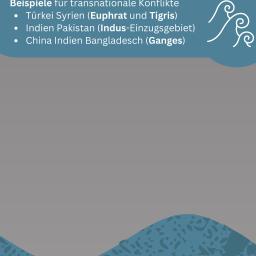 Beispiele für transnationale Konflikte
• Türkei Syrien (Euphrat und Tigris)
• Indien Pakistan (Indus-Einzugsgebiet)
• China Indien Bangladesch (Ganges)